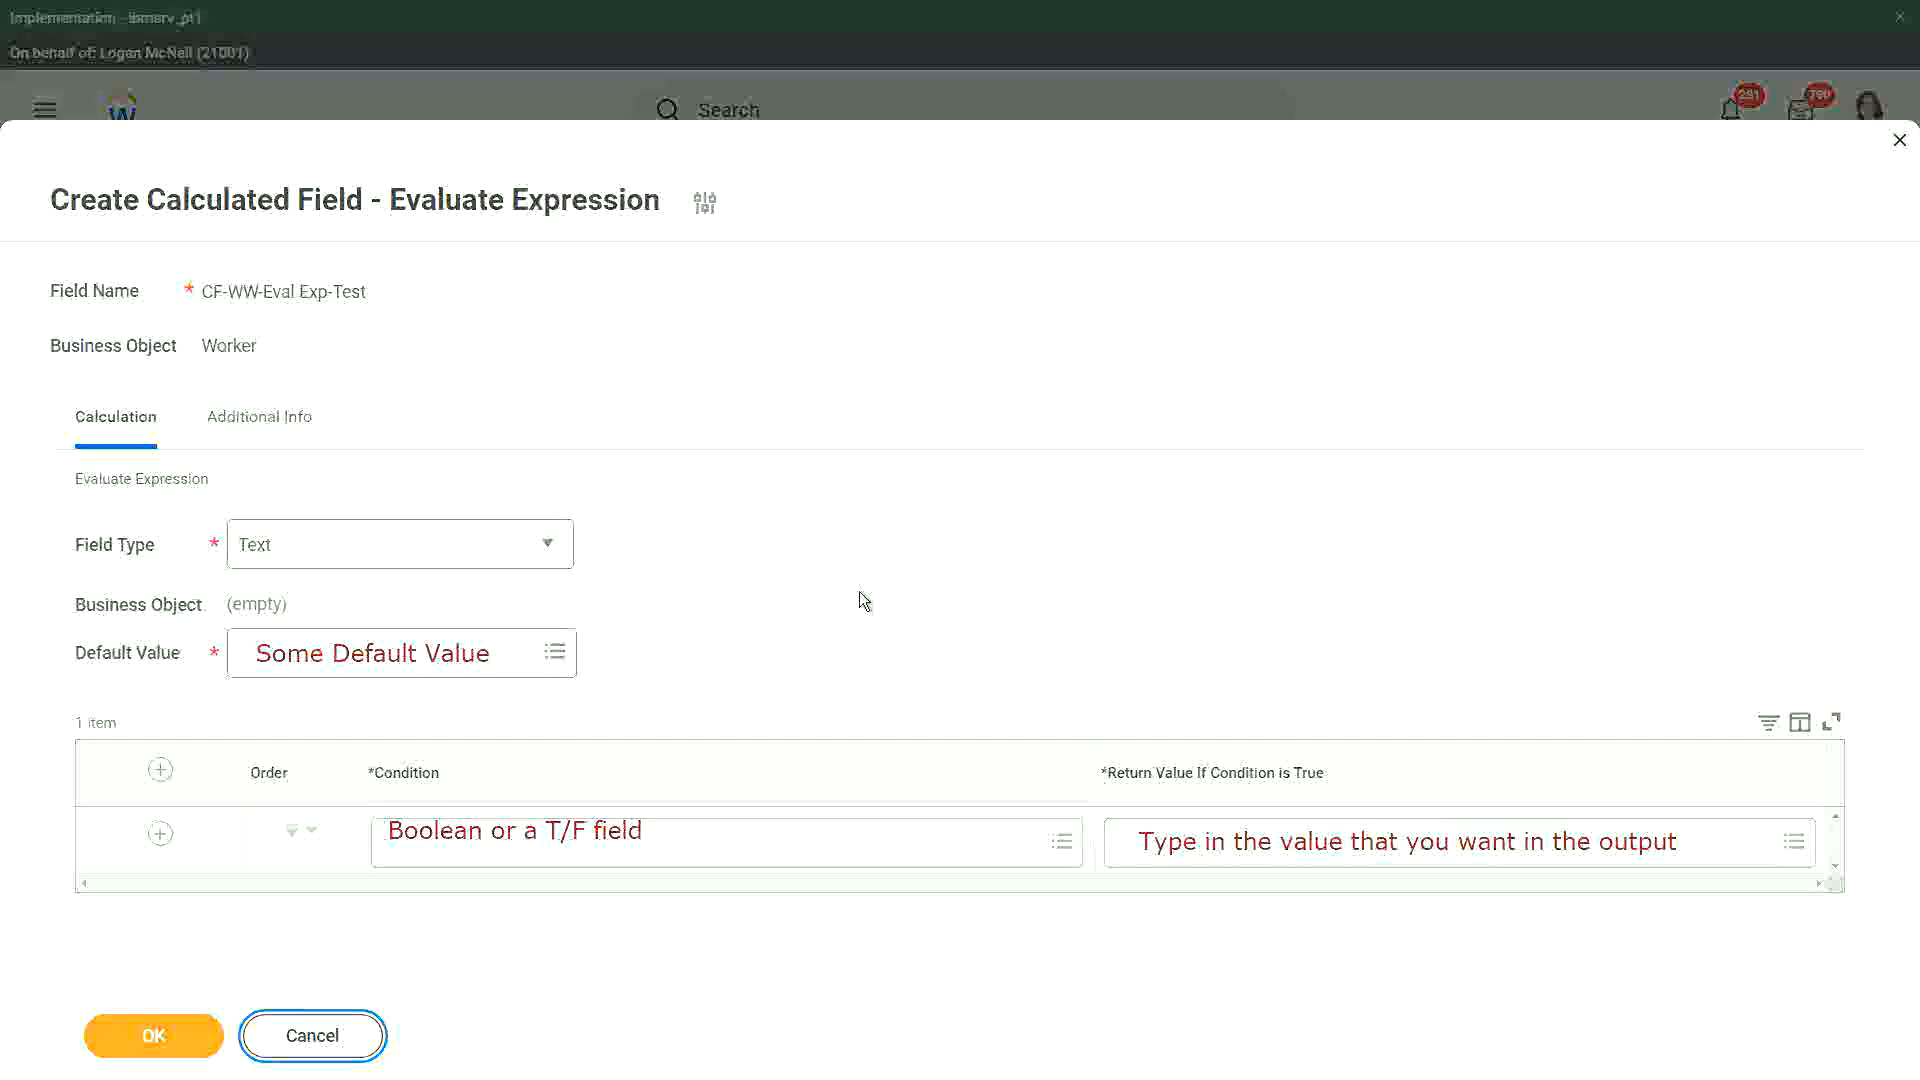 On behalf of: Logan McNeil (21001)
Search
Create Calculated Field - Evaluate Expression
Field Name * CF-WW-Eval Exp-Test
Business Object Worker
Calculation Additional Info
Evaluate Expression
Field Type * Text
Business Object (empty)
Default Value * Some Default Value
1 item
Order *Condition *Return Value If Condition is True
Boolean or a T/F field Type in the value that you want in the output
OK Cancel